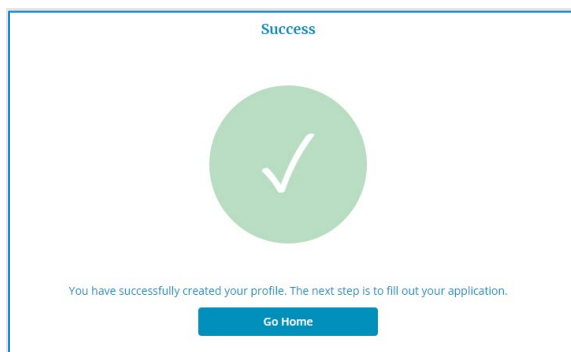 Success
You have successfully created your profile. The next step is to fill out your application.
Go Home